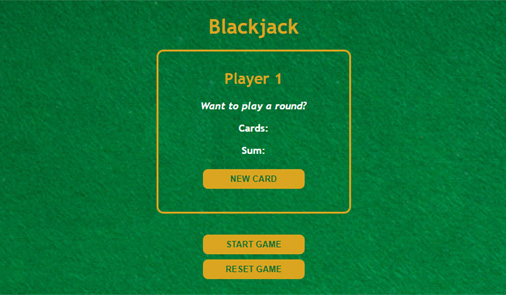 Blackjack
Player 1
Want to play a round?
Cards:
Sum:
NEW CARD
START GAME
RESET GAME